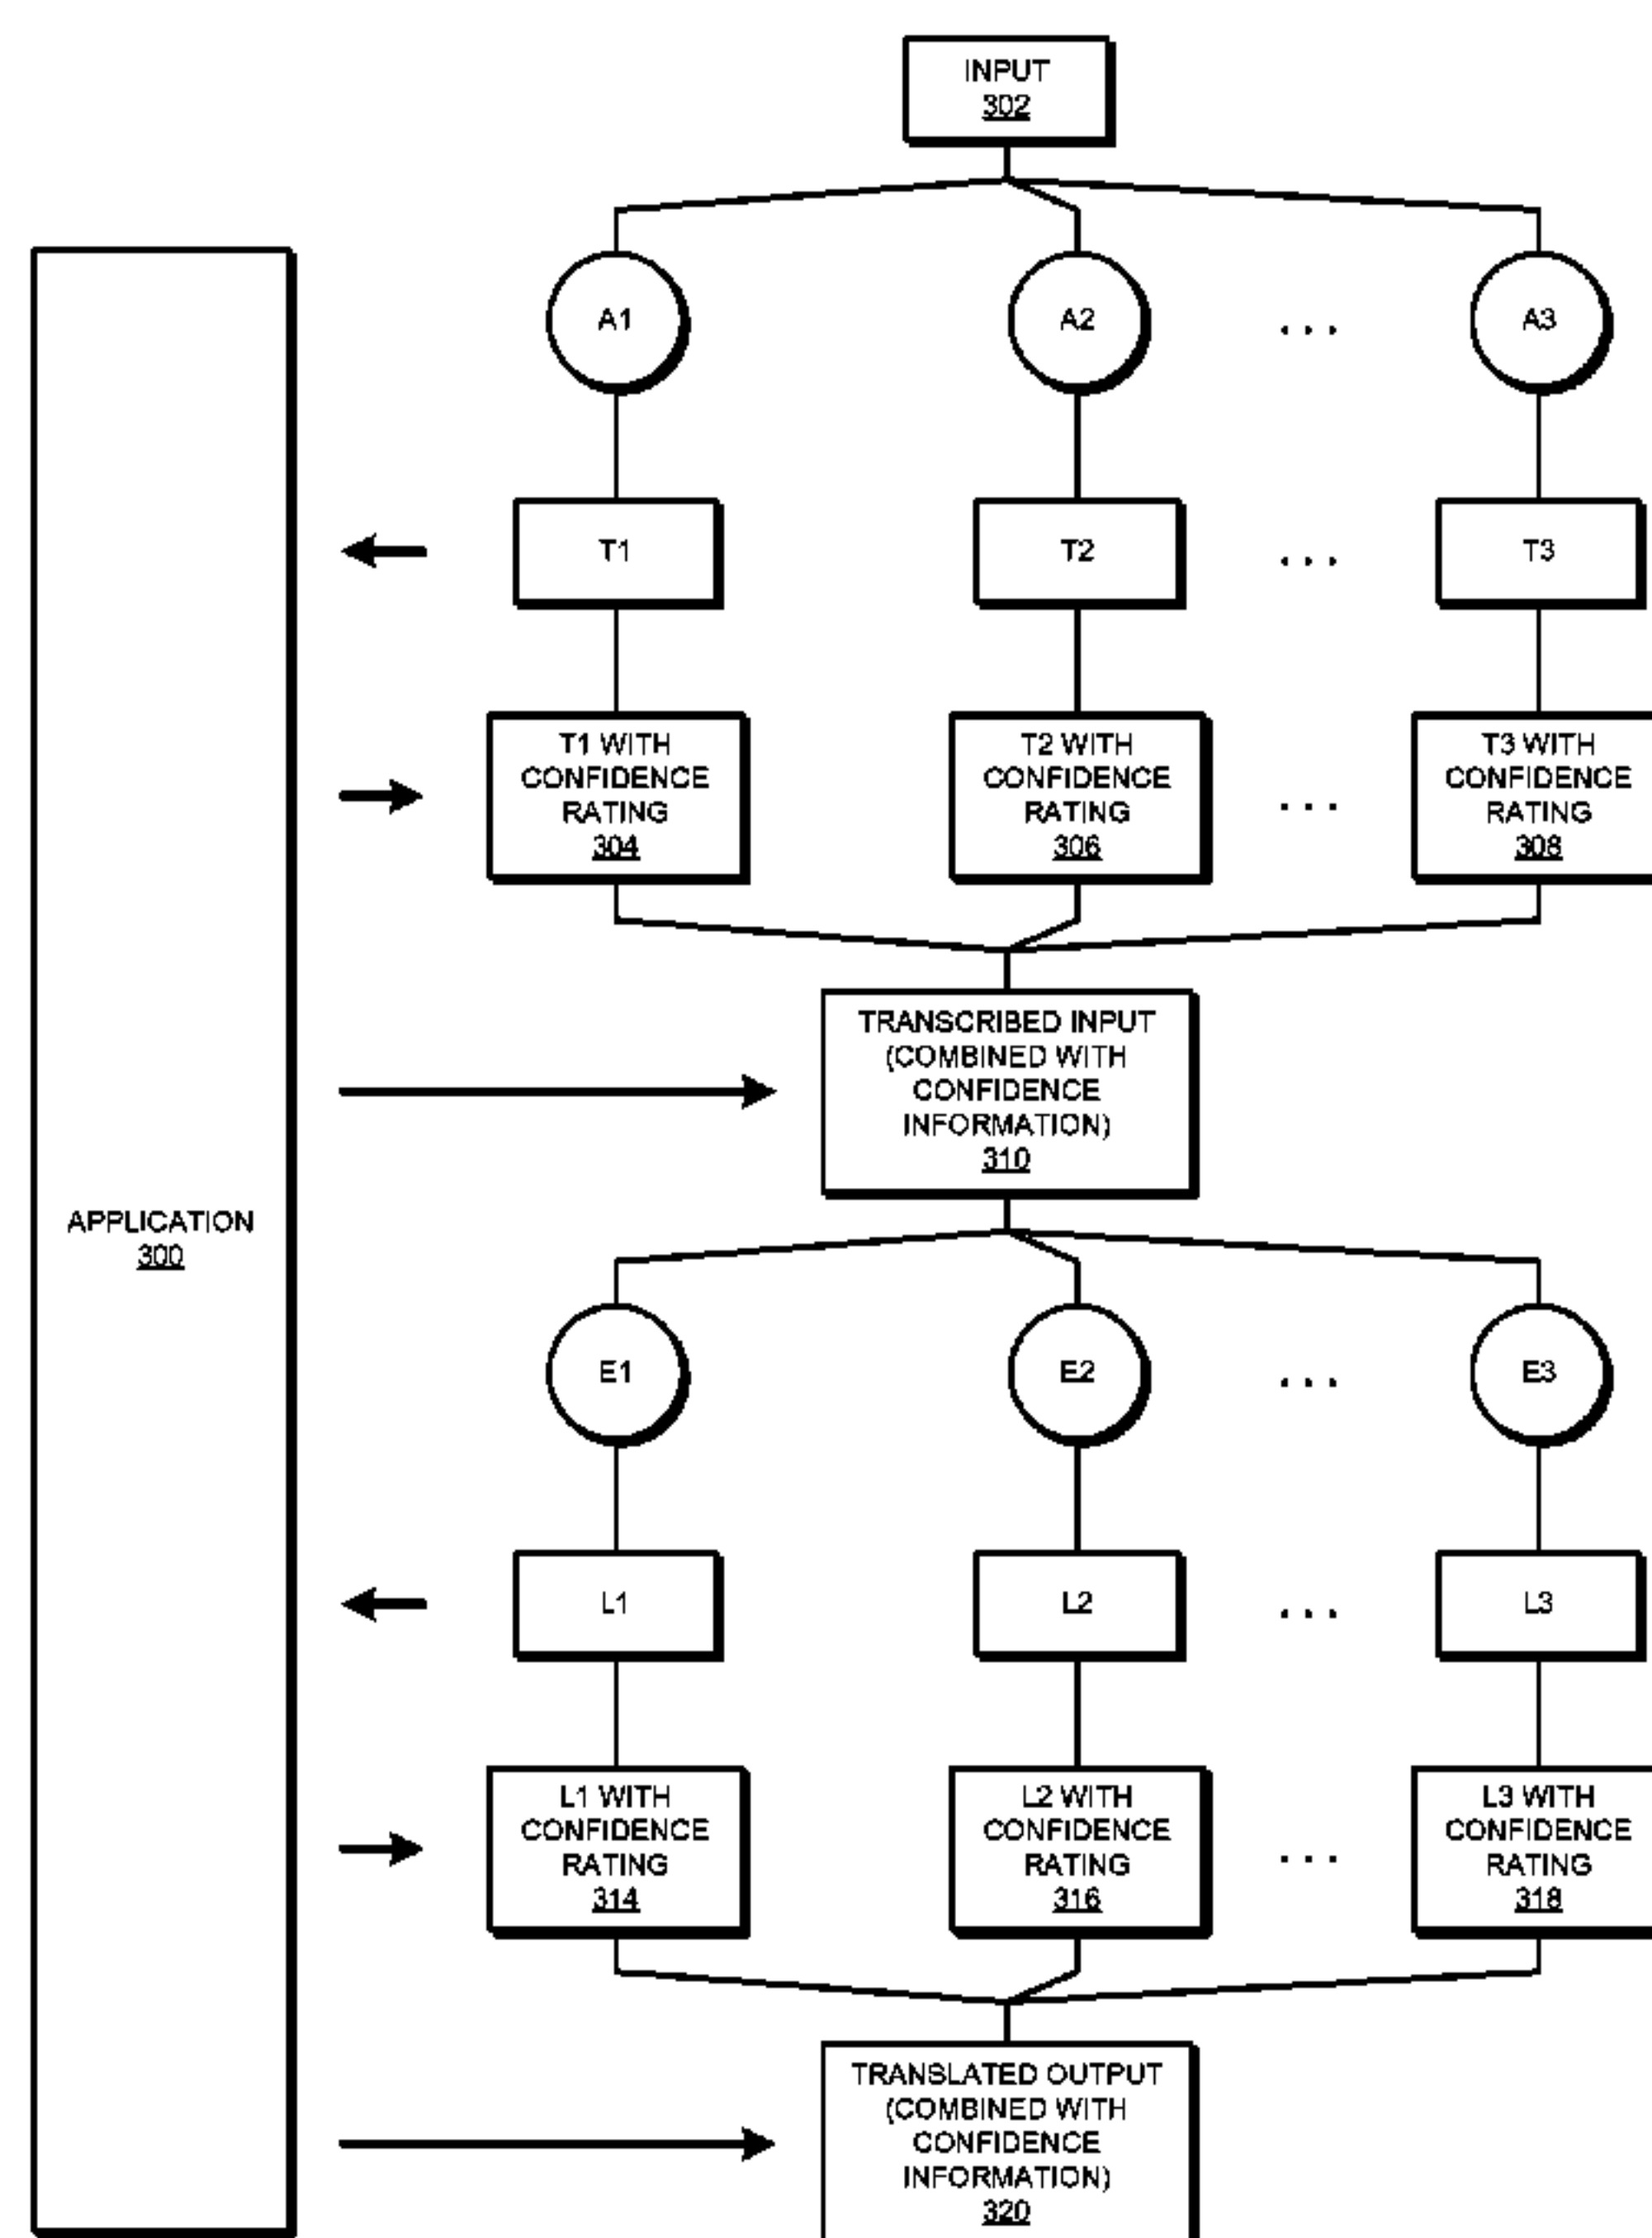 INPUT
302
A1
A2
. . .
A3
T1
T2
. . .
T3
T1 WITH
CONFIDENCE
RATING
304
T2 WITH
CONFIDENCE
RATING
306
. . .
T3 WITH
CONFIDENCE
RATING
308
TRANSCRIBED INPUT
(COMBINED WITH
CONFIDENCE
INFORMATION)
310
APPLICATION
300
E1
E2
. . .
E3
L1
L2
. . .
L3
L1 WITH
CONFIDENCE
RATING
314
L2 WITH
CONFIDENCE
RATING
316
. . .
L3 WITH
CONFIDENCE
RATING
318
TRANSLATED OUTPUT
(COMBINED WITH
CONFIDENCE
INFORMATION)
320